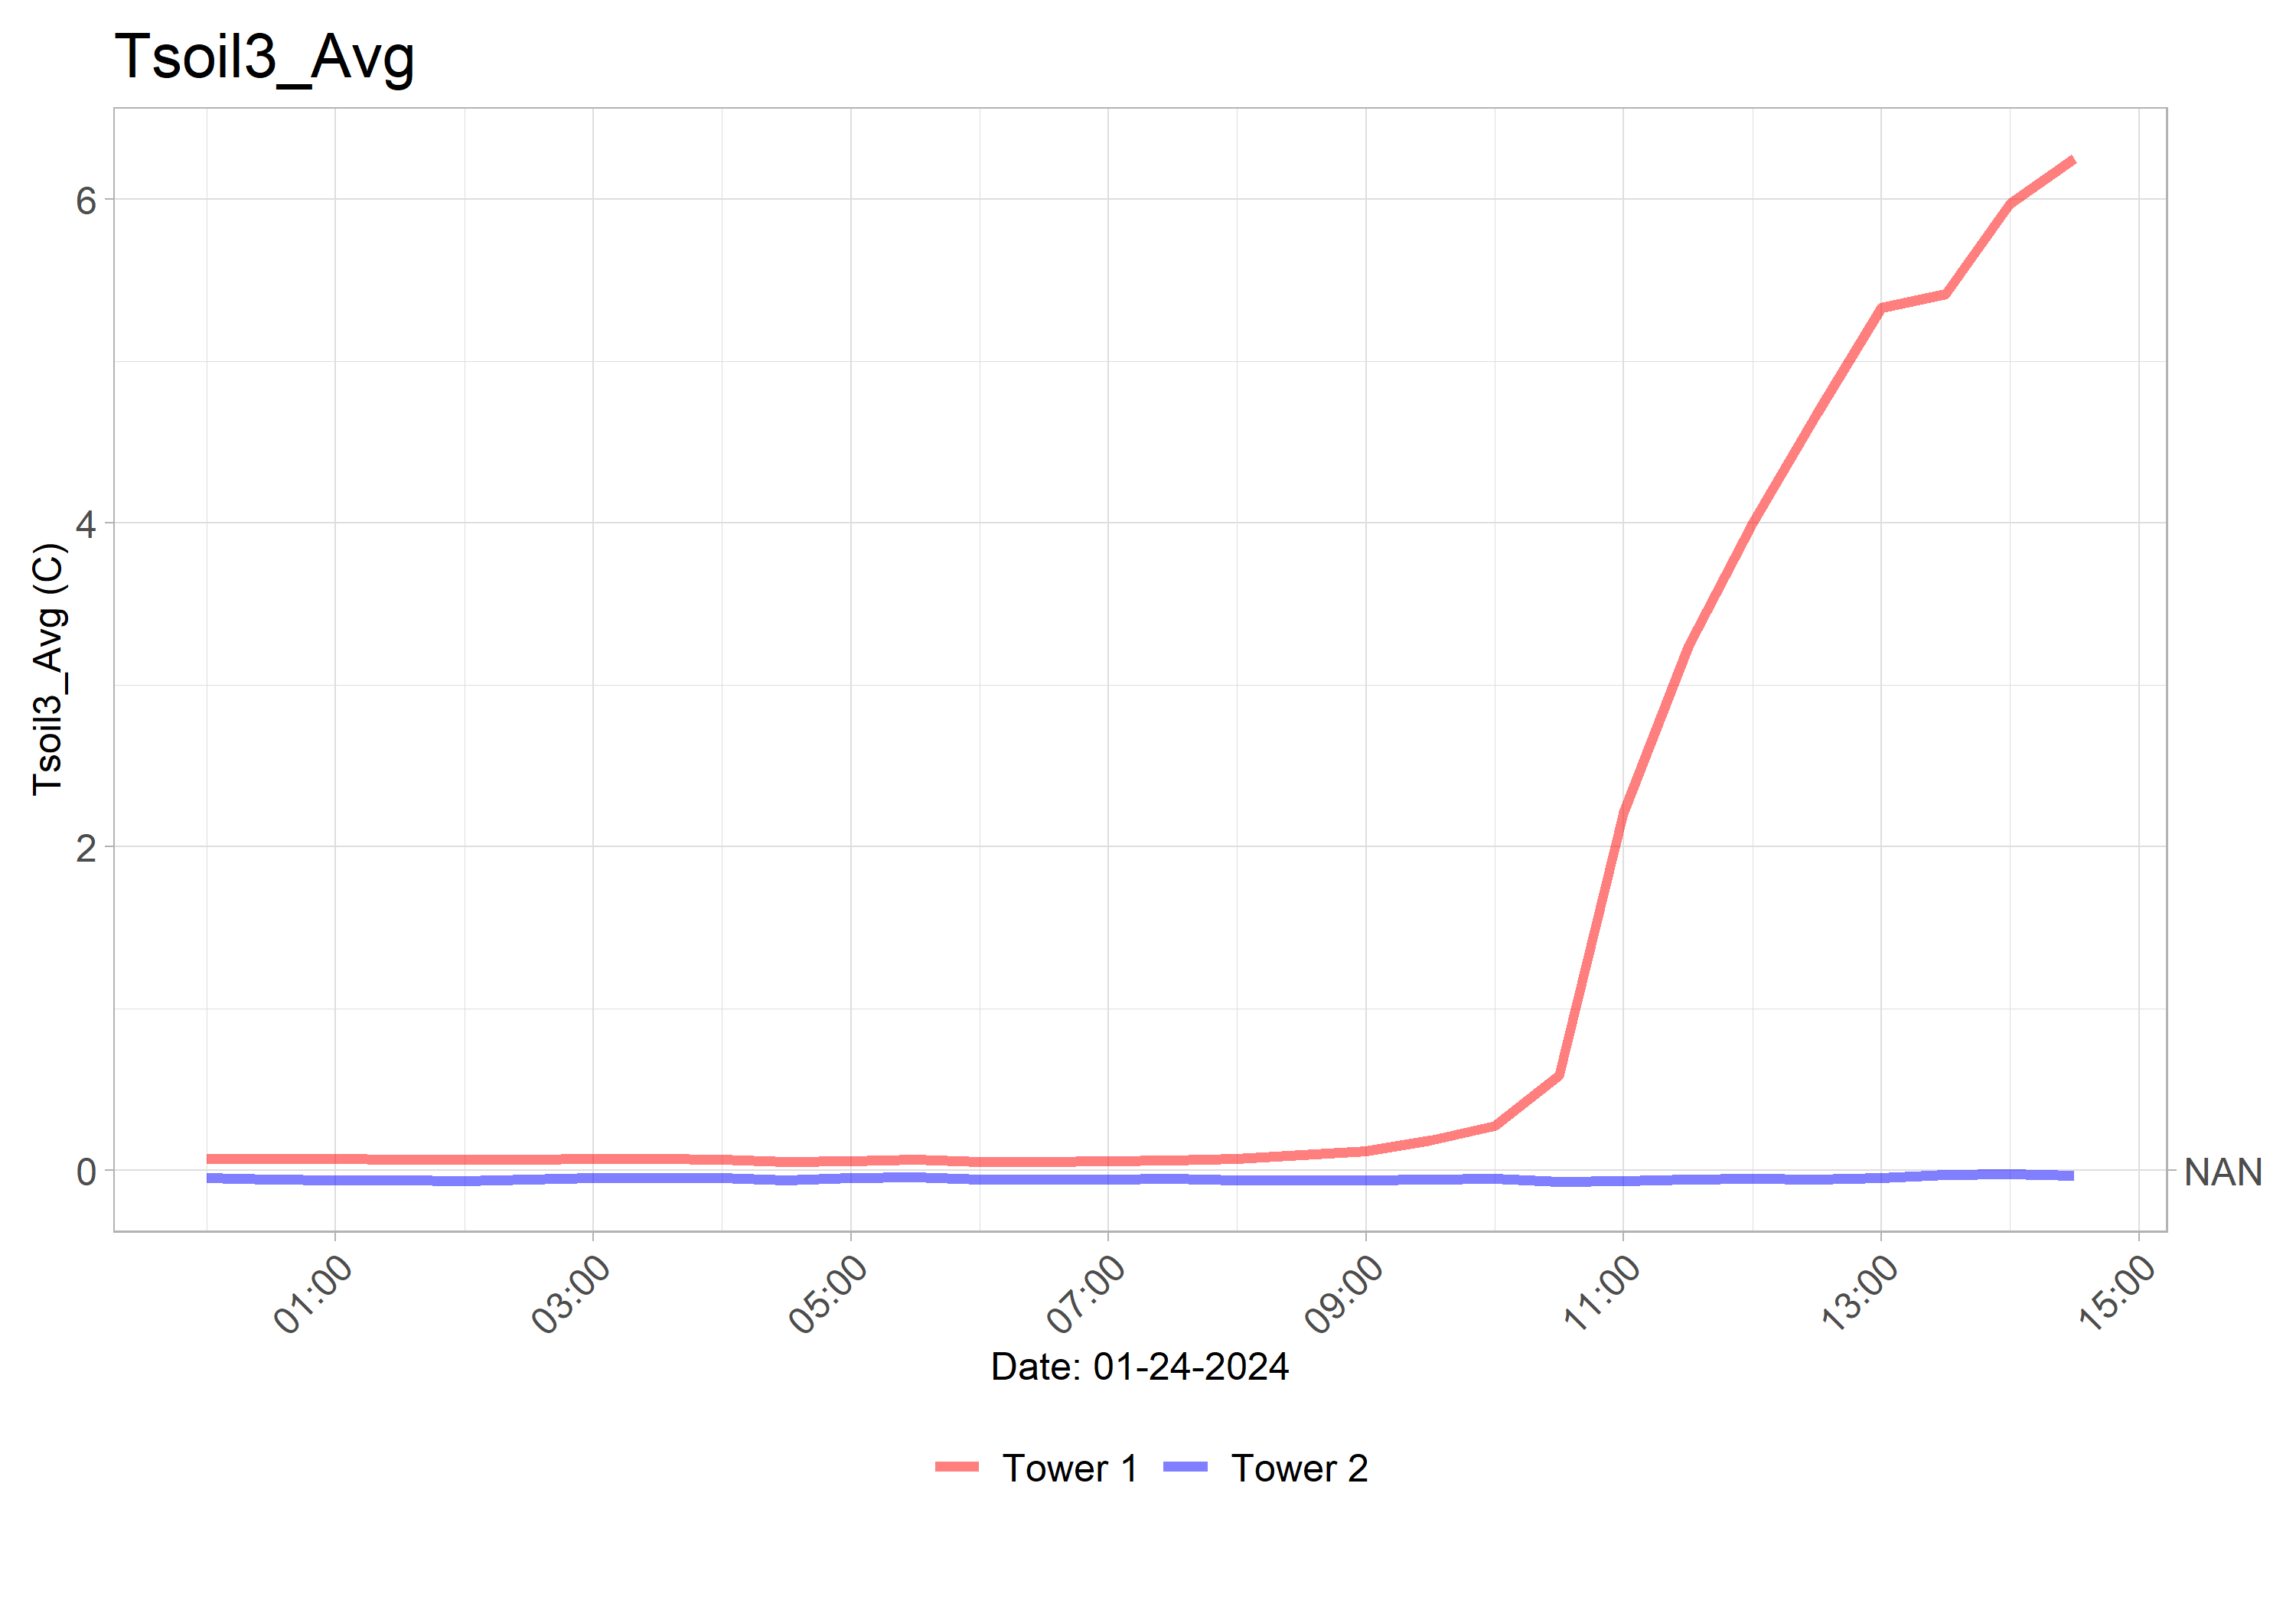 Tsoil3_Avg
Tsoil3_Avg (C)
6
4
2
0
NAN
01:00 03:00 05:00 07:00 09:00 11:00 13:00 15:00
Date: 01-24-2024
Tower 1 Tower 2